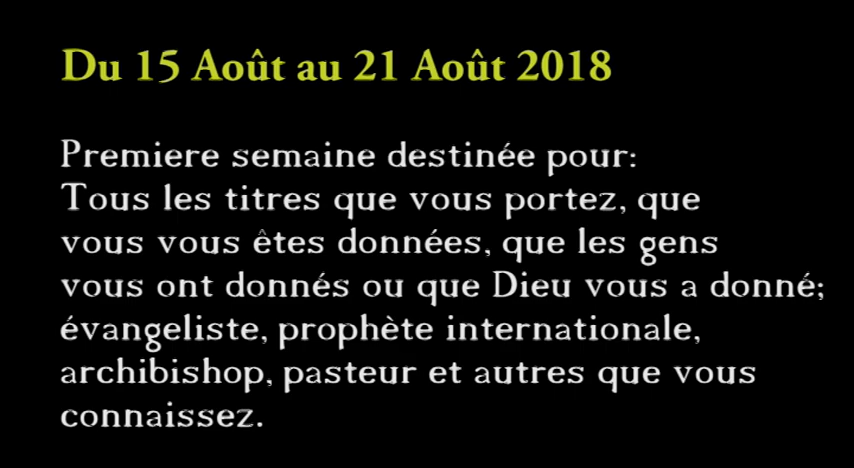 Du 15 Août au 21 Août 2018
Premiere semaine destinée pour:
Tous les titres que vous portez, que
vous vous êtes données, que les gens
vous ont donnés ou que Dieu vous a donné;
évangeliste, prophète internationale,
archibishop, pasteur et autres que vous
connaissez.